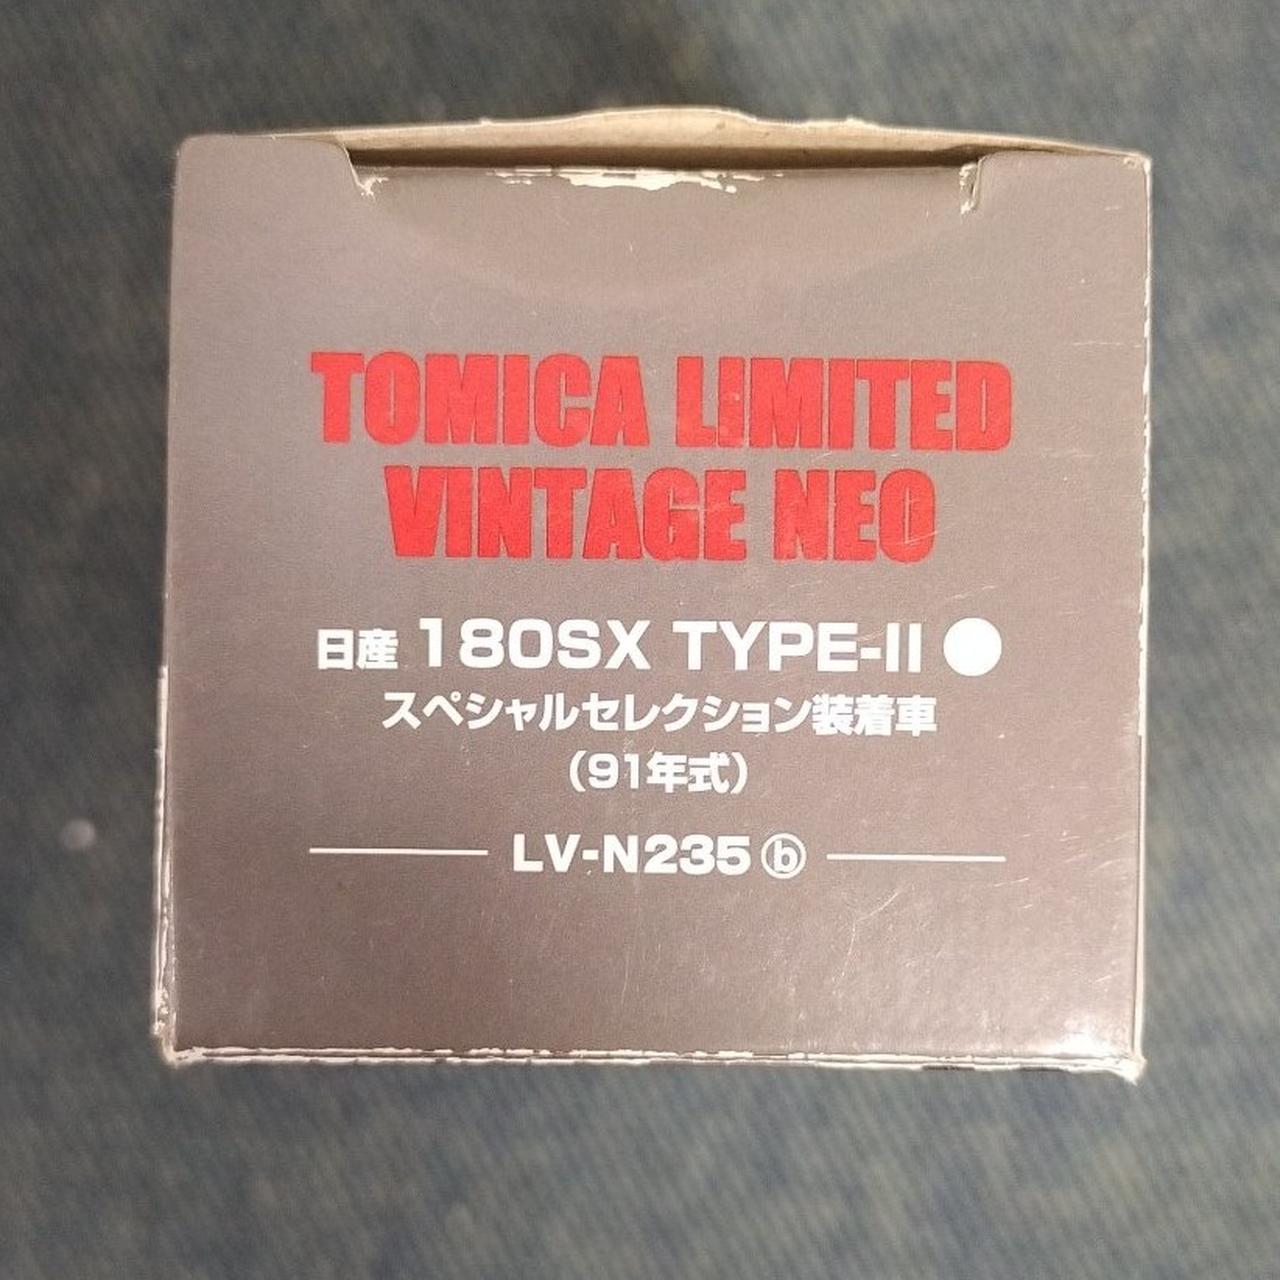 TOMICA LIMITED
VINTAGE NEO
日産 180SX TYPE-II ●
スペシャルセレクション装着車
（91年式）
LV-N235 ⓑ